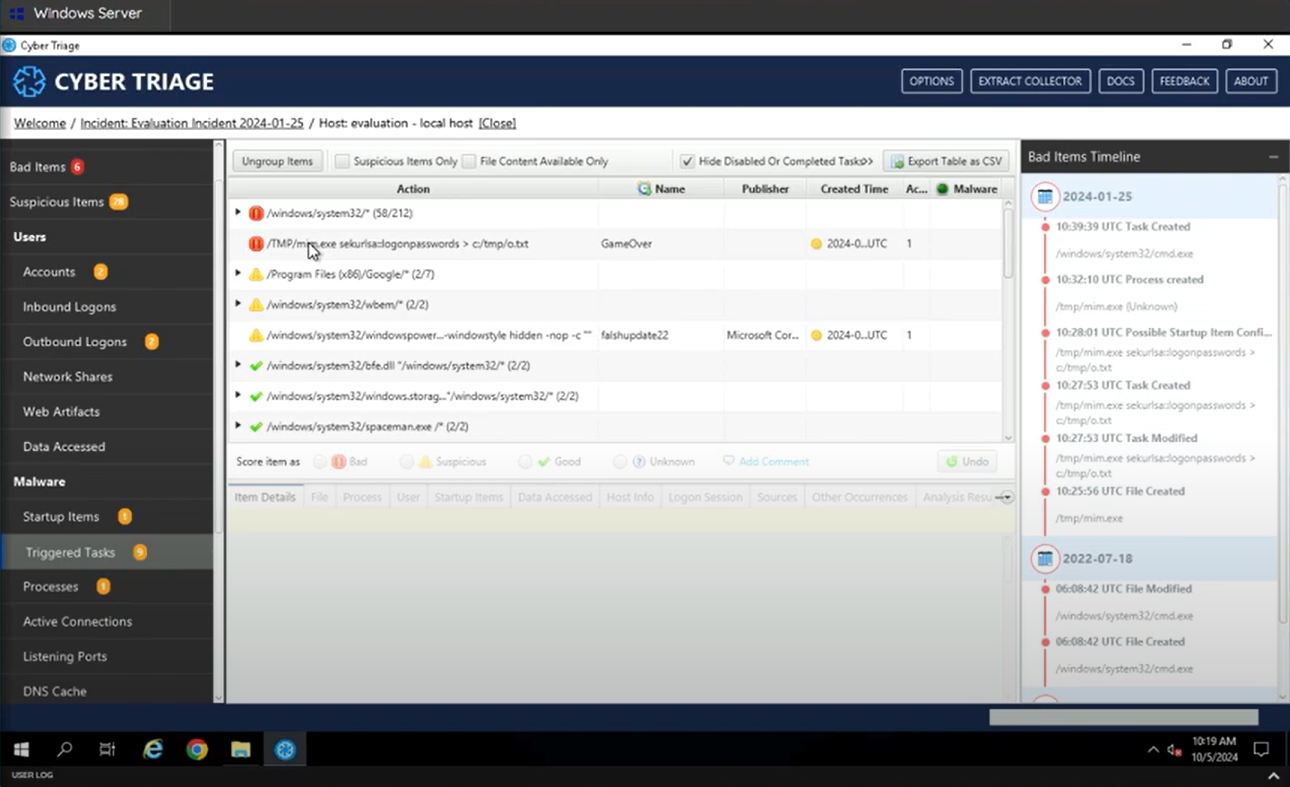 Windows Server
Cyber Triage
CYBER TRIAGE
OPTIONS
EXTRACT COLLECTOR
DOCS
FEEDBACK
ABOUT
Welcome / Incident: Evaluation Incident 2024-01-25 / Host: evaluation - local host [Close]
Bad Items 6
Suspicious Items 28
Users
Accounts 2
Inbound Logons
Outbound Logons 2
Network Shares
Web Artifacts
Data Accessed
Malware
Startup Items 1
Triggered Tasks 9
Processes 1
Active Connections
Listening Ports
DNS Cache
Ungroup Items
Suspicious Items Only
File Content Available Only
Hide Disabled Or Completed Tasks>>
Export Table as CSV
Action Name Publisher Created Time Ac... Malware
/windows/system32/* (58/212)
/TMP/mim.exe sekurlsa::logonpasswords > c:/tmp/o.txt GameOver 2024-0...UTC 1
/Program Files (x86)/Google/* (2/7)
/windows/system32/wbem/* (2/2)
/windows/system32/windowspower...-windowstyle hidden -nop -c "" falshupdate22 Microsoft Cor... 2024-0...UTC 1
/windows/system32/bfe.dll "/windows/system32/* (2/2)
/windows/system32/windows.storag..."/windows/system32/* (2/2)
/windows/system32/spaceman.exe /* (2/2)
Score item as Bad Suspicious Good Unknown Add Comment Undo
Item Details File Process User Startup Items Data Accessed Host Info Logon Session Sources Other Occurrences Analysis Resu
Bad Items Timeline
2024-01-25
10:39:39 UTC Task Created
/windows/system32/cmd.exe
10:32:10 UTC Process created
/tmp/mim.exe (Unknown)
10:28:01 UTC Possible Startup Item Confi...
/tmp/mim.exe sekurlsa::logonpasswords >
c:/tmp/o.txt
10:27:53 UTC Task Created
/tmp/mim.exe sekurlsa::logonpasswords >
c:/tmp/o.txt
10:27:53 UTC Task Modified
/tmp/mim.exe sekurlsa::logonpasswords >
c:/tmp/o.txt
10:25:56 UTC File Created
/tmp/mim.exe
2022-07-18
06:08:42 UTC File Modified
/windows/system32/cmd.exe
06:08:42 UTC File Created
/windows/system32/cmd.exe
10:19 AM
10/5/2024
USER LOG